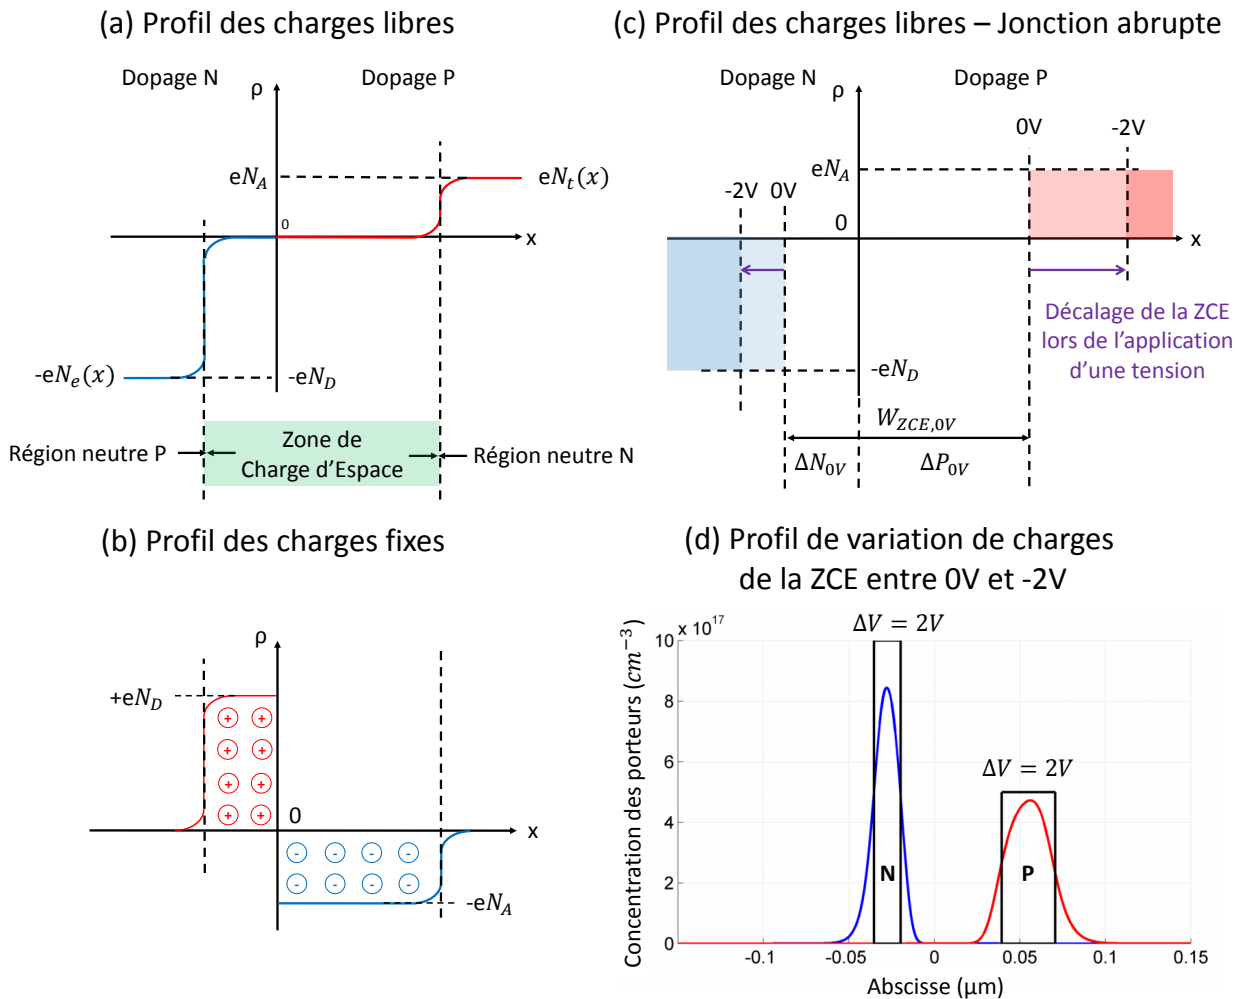 (a) Profil des charges libres
Dopage N
Dopage P
ρ
eN_A
eN_t(x)
0
x
-eN_e(x)
-eN_D
Région neutre P
Zone de
Charge d’Espace
Région neutre N
(b) Profil des charges fixes
ρ
+eN_D
+ +
+ +
+ +
+ +
0
x
- - - -
- - - -
-eN_A
(c) Profil des charges libres – Jonction abrupte
Dopage N
Dopage P
ρ
0V
-2V
eN_A
-2V
0V
0
x
Décalage de la ZCE
lors de l’application
d’une tension
-eN_D
W_ZCE,0V
ΔN_0V
ΔP_0V
(d) Profil de variation de charges
de la ZCE entre 0V et -2V
x 10^17
ΔV = 2V
ΔV = 2V
Concentration des porteurs (cm^−3)
10
8
6
4
2
0
N
P
-0.1
-0.05
0
0.05
0.1
0.15
Abscisse (μm)